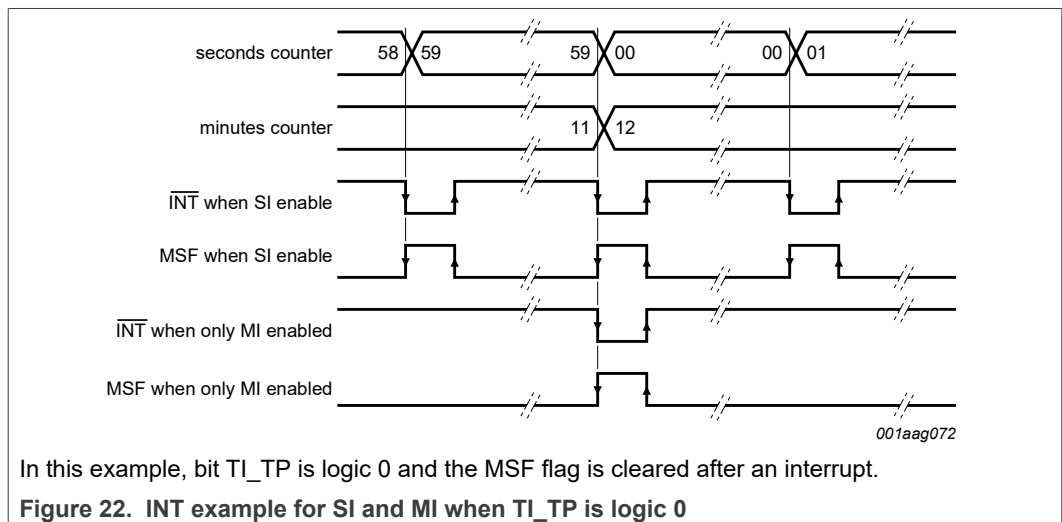 seconds counter 58 59 59 00 00 01
minutes counter 11 12
INT when SI enable
MSF when SI enable
INT when only MI enabled
MSF when only MI enabled
001aag072
In this example, bit TI_TP is logic 0 and the MSF flag is cleared after an interrupt.
Figure 22. INT example for SI and MI when TI_TP is logic 0